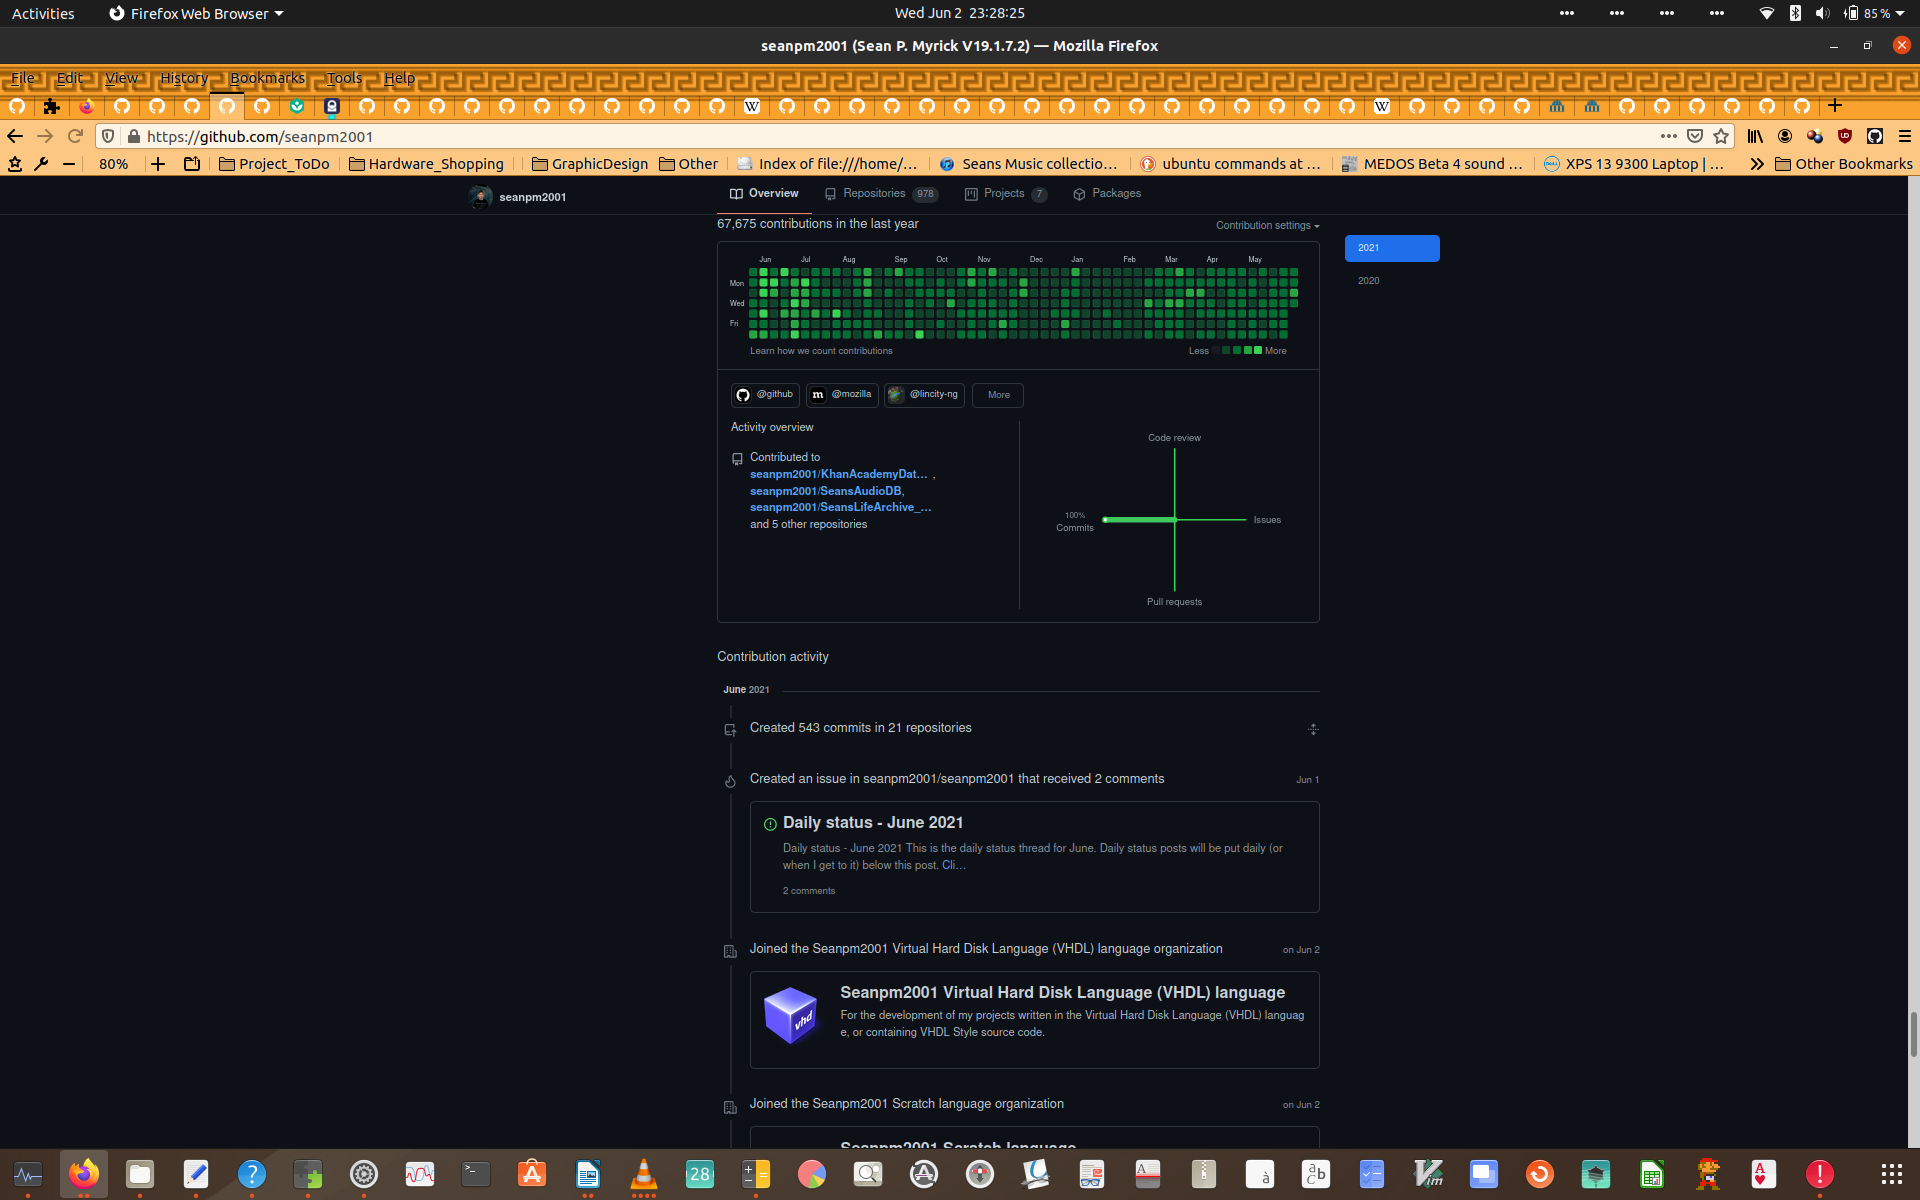 Activities
Firefox Web Browser
Wed Jun 2 23:28:25
85 %
seanpm2001 (Sean P. Myrick V19.1.7.2) — Mozilla Firefox
File Edit View History Bookmarks Tools Help
https://github.com/seanpm2001
80%
Project_ToDo
Hardware_Shopping
GraphicDesign
Other
Index of file:///home/...
Seans Music collectio...
ubuntu commands at ...
MEDOS Beta 4 sound ...
XPS 13 9300 Laptop | ...
Other Bookmarks
seanpm2001
Overview
Repositories 978
Projects 7
Packages
67,675 contributions in the last year
Contribution settings
2021
2020
Jun Jul Aug Sep Oct Nov Dec Jan Feb Mar Apr May
Mon
Wed
Fri
Learn how we count contributions
Less More
@github
@mozilla
@lincity-ng
More
Activity overview
Contributed to
seanpm2001/KhanAcademyDat... ,
seanpm2001/SeansAudioDB,
seanpm2001/SeansLifeArchive_...
and 5 other repositories
Code review
100%
Commits
Issues
Pull requests
Contribution activity
June 2021
Created 543 commits in 21 repositories
Created an issue in seanpm2001/seanpm2001 that received 2 comments
Jun 1
Daily status - June 2021
Daily status - June 2021 This is the daily status thread for June. Daily status posts will be put daily (or
when I get to it) below this post. Cli...
2 comments
Joined the Seanpm2001 Virtual Hard Disk Language (VHDL) language organization
on Jun 2
vhd
Seanpm2001 Virtual Hard Disk Language (VHDL) language
For the development of my projects written in the Virtual Hard Disk Language (VHDL) languag
e, or containing VHDL Style source code.
Joined the Seanpm2001 Scratch language organization
on Jun 2
Seanpm2001 Scratch language
28